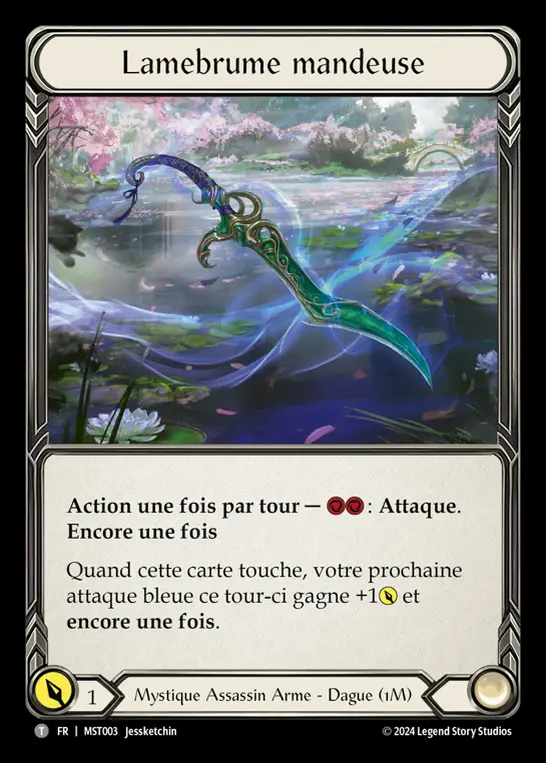 Lamebrume mandeuse
Action une fois par tour — : Attaque.
Encore une fois
Quand cette carte touche, votre prochaine
attaque bleue ce tour-ci gagne +1 et
encore une fois.
1
Mystique Assassin Arme - Dague (1M)
T FR | MST003 Jessketchin
© 2024 Legend Story Studios